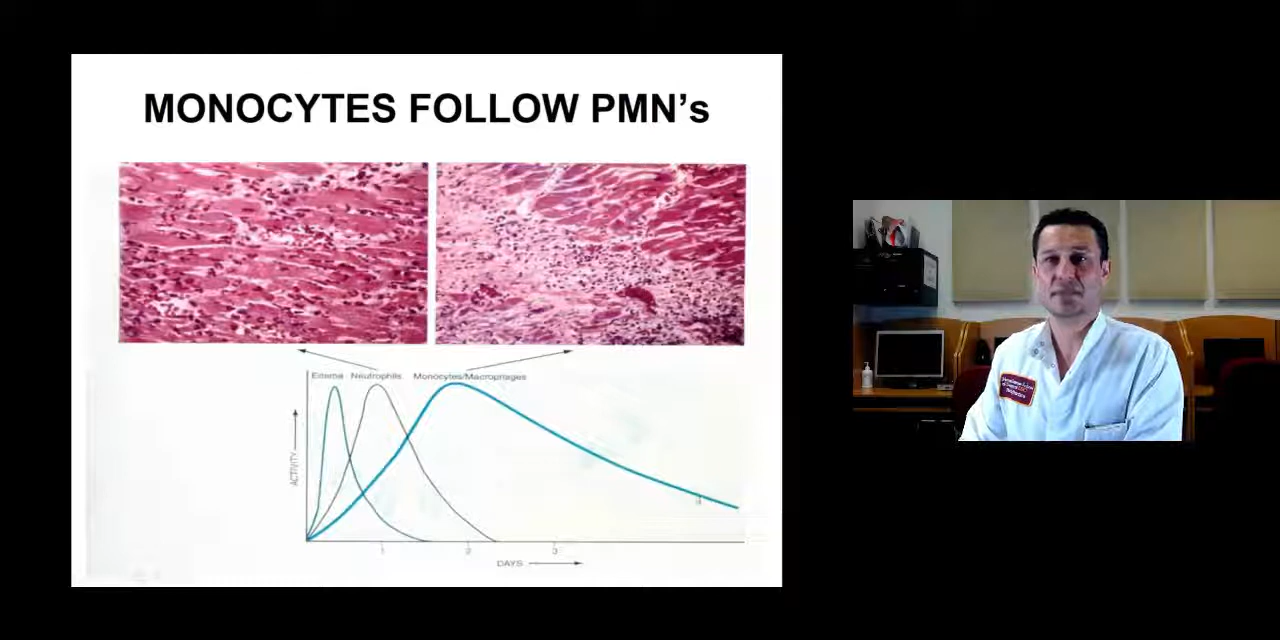 MONOCYTES FOLLOW PMN's
Edema Neutrophils Monocytes/Macrophages
ACTIVITY
1 2 3
DAYS